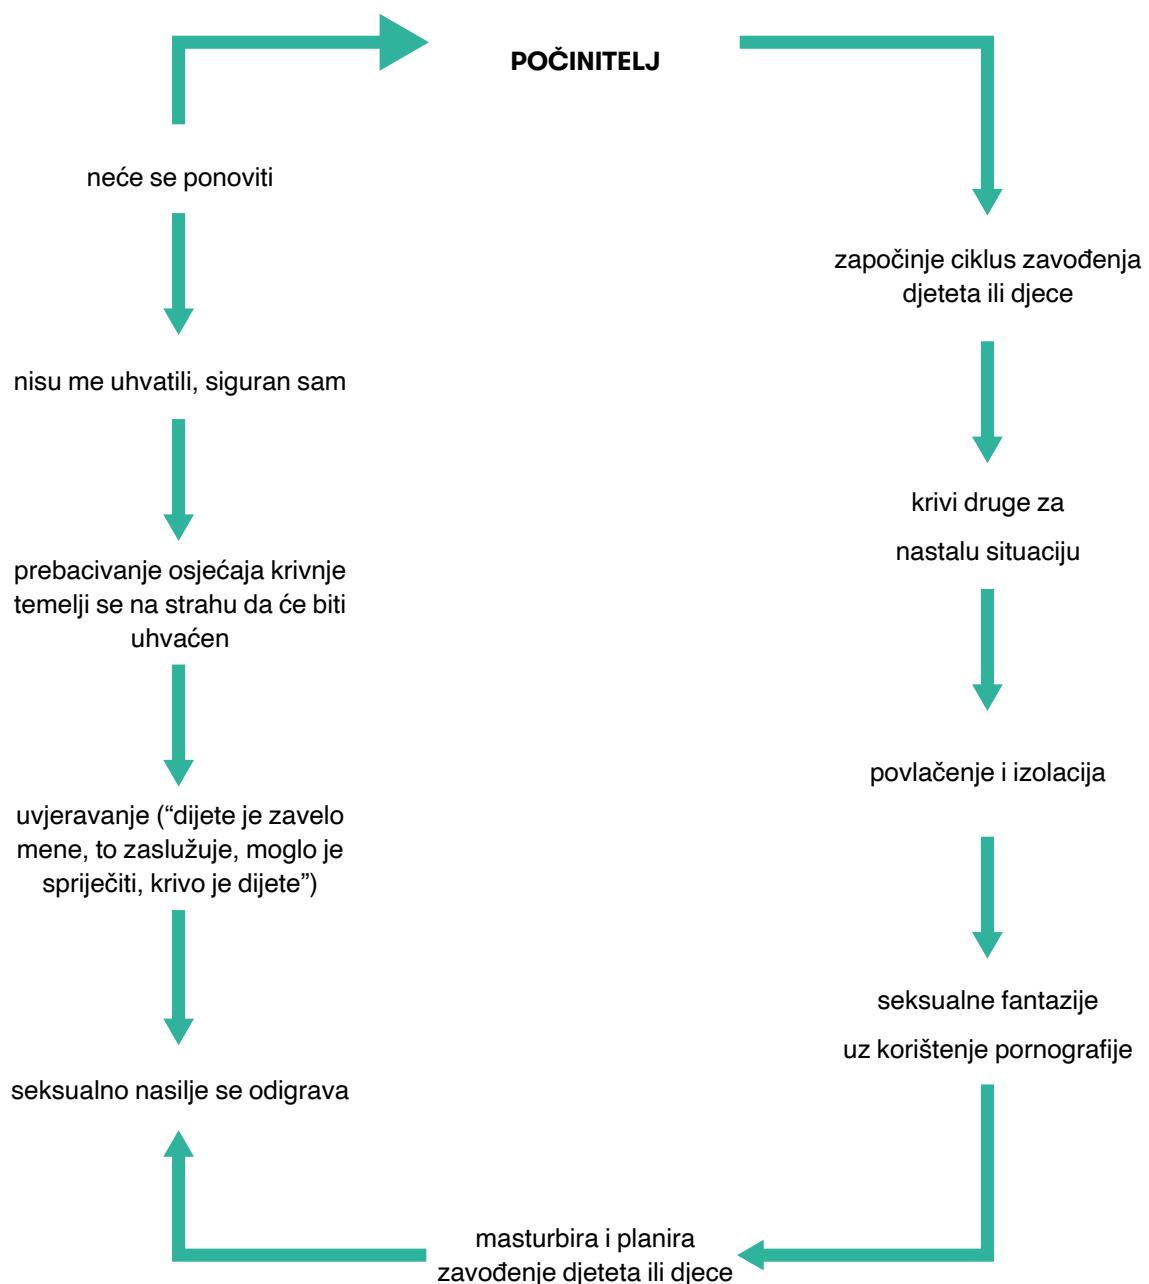 POČINITELJ
započinje ciklus zavođenja
djeteta ili djece
krivi druge za
nastalu situaciju
povlačenje i izolacija
seksualne fantazije
uz korištenje pornografije
masturbira i planira
zavođenje djeteta ili djece
neće se ponoviti
nisu me uhvatili, siguran sam
prebacivanje osjećaja krivnje
temelji se na strahu da će biti
uhvaćen
uvjeravanje (“dijete je zavelo
mene, to zaslužuje, moglo je
spriječiti, krivo je dijete”)
seksualno nasilje se odigrava